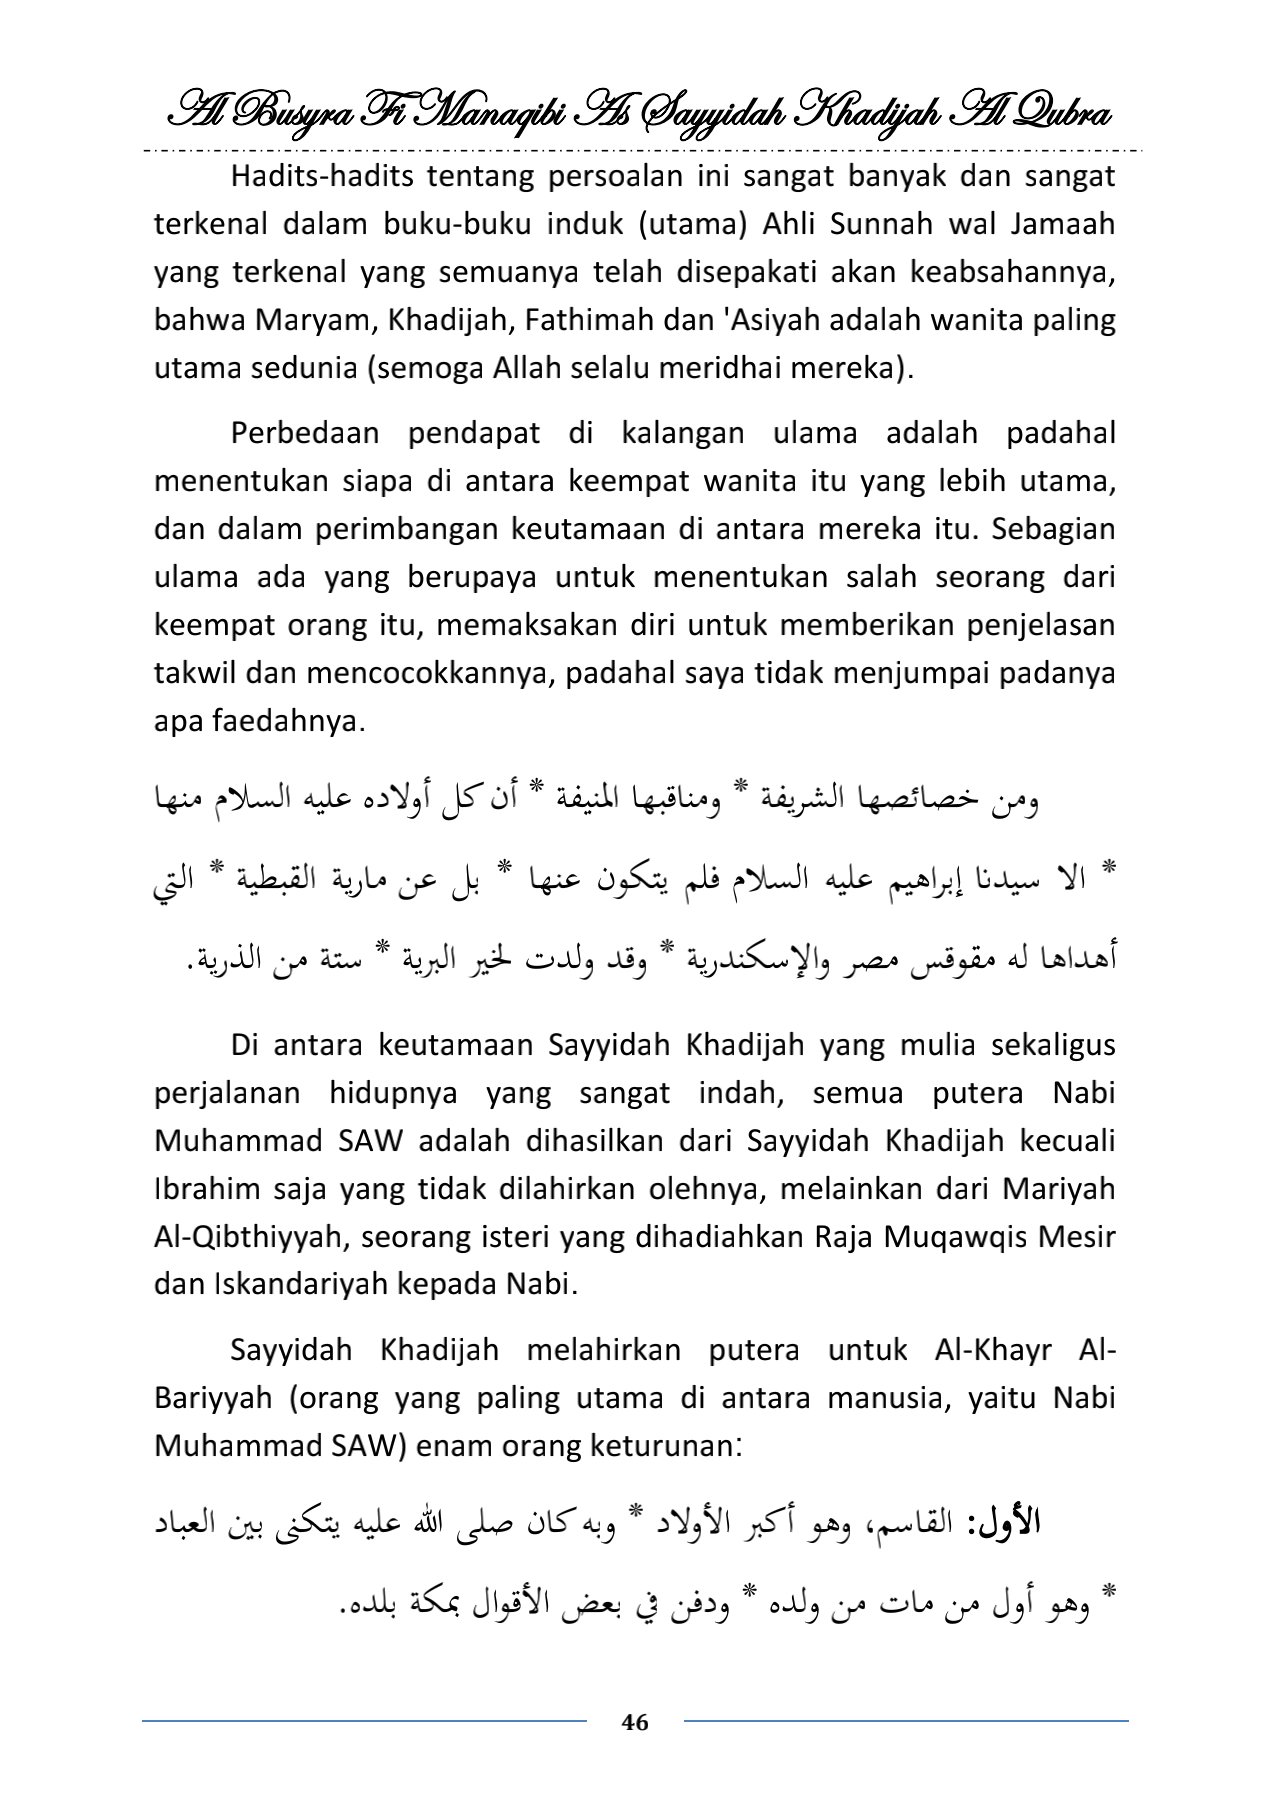 Al Busyra Fi Manaqibi As Sayyidah Khadijah Al Qubra
Hadits-hadits tentang persoalan ini sangat banyak dan sangat
terkenal dalam buku-buku induk (utama) Ahli Sunnah wal Jamaah
yang terkenal yang semuanya telah disepakati akan keabsahannya,
bahwa Maryam, Khadijah, Fathimah dan 'Asiyah adalah wanita paling
utama sedunia (semoga Allah selalu meridhai mereka).
Perbedaan pendapat di kalangan ulama adalah padahal
menentukan siapa di antara keempat wanita itu yang lebih utama,
dan dalam perimbangan keutamaan di antara mereka itu. Sebagian
ulama ada yang berupaya untuk menentukan salah seorang dari
keempat orang itu, memaksakan diri untuk memberikan penjelasan
takwil dan mencocokkannya, padahal saya tidak menjumpai padanya
apa faedahnya.
ومن خصائصها الشريفة * ومناقبها المنيفة * أن كل أولاده عليه السلام منها
* الا سيدنا إبراهيم عليه السلام فلم يتكون عنها * بل عن مارية القبطية * التي
أهداها له مقوقس مصر والإسكندرية * وقد ولدت لخير البرية * ستة من الذرية.
Di antara keutamaan Sayyidah Khadijah yang mulia sekaligus
perjalanan hidupnya yang sangat indah, semua putera Nabi
Muhammad SAW adalah dihasilkan dari Sayyidah Khadijah kecuali
Ibrahim saja yang tidak dilahirkan olehnya, melainkan dari Mariyah
Al-Qibthiyyah, seorang isteri yang dihadiahkan Raja Muqawqis Mesir
dan Iskandariyah kepada Nabi.
Sayyidah Khadijah melahirkan putera untuk Al-Khayr Al-
Bariyyah (orang yang paling utama di antara manusia, yaitu Nabi
Muhammad SAW) enam orang keturunan:
الأول: القاسم، وهو أكبر الأولاد * وبه كان صلى الله عليه يتكنى بين العباد
* وهو أول من مات من ولده * ودفن في بعض الأقوال بمكة بلده.
46